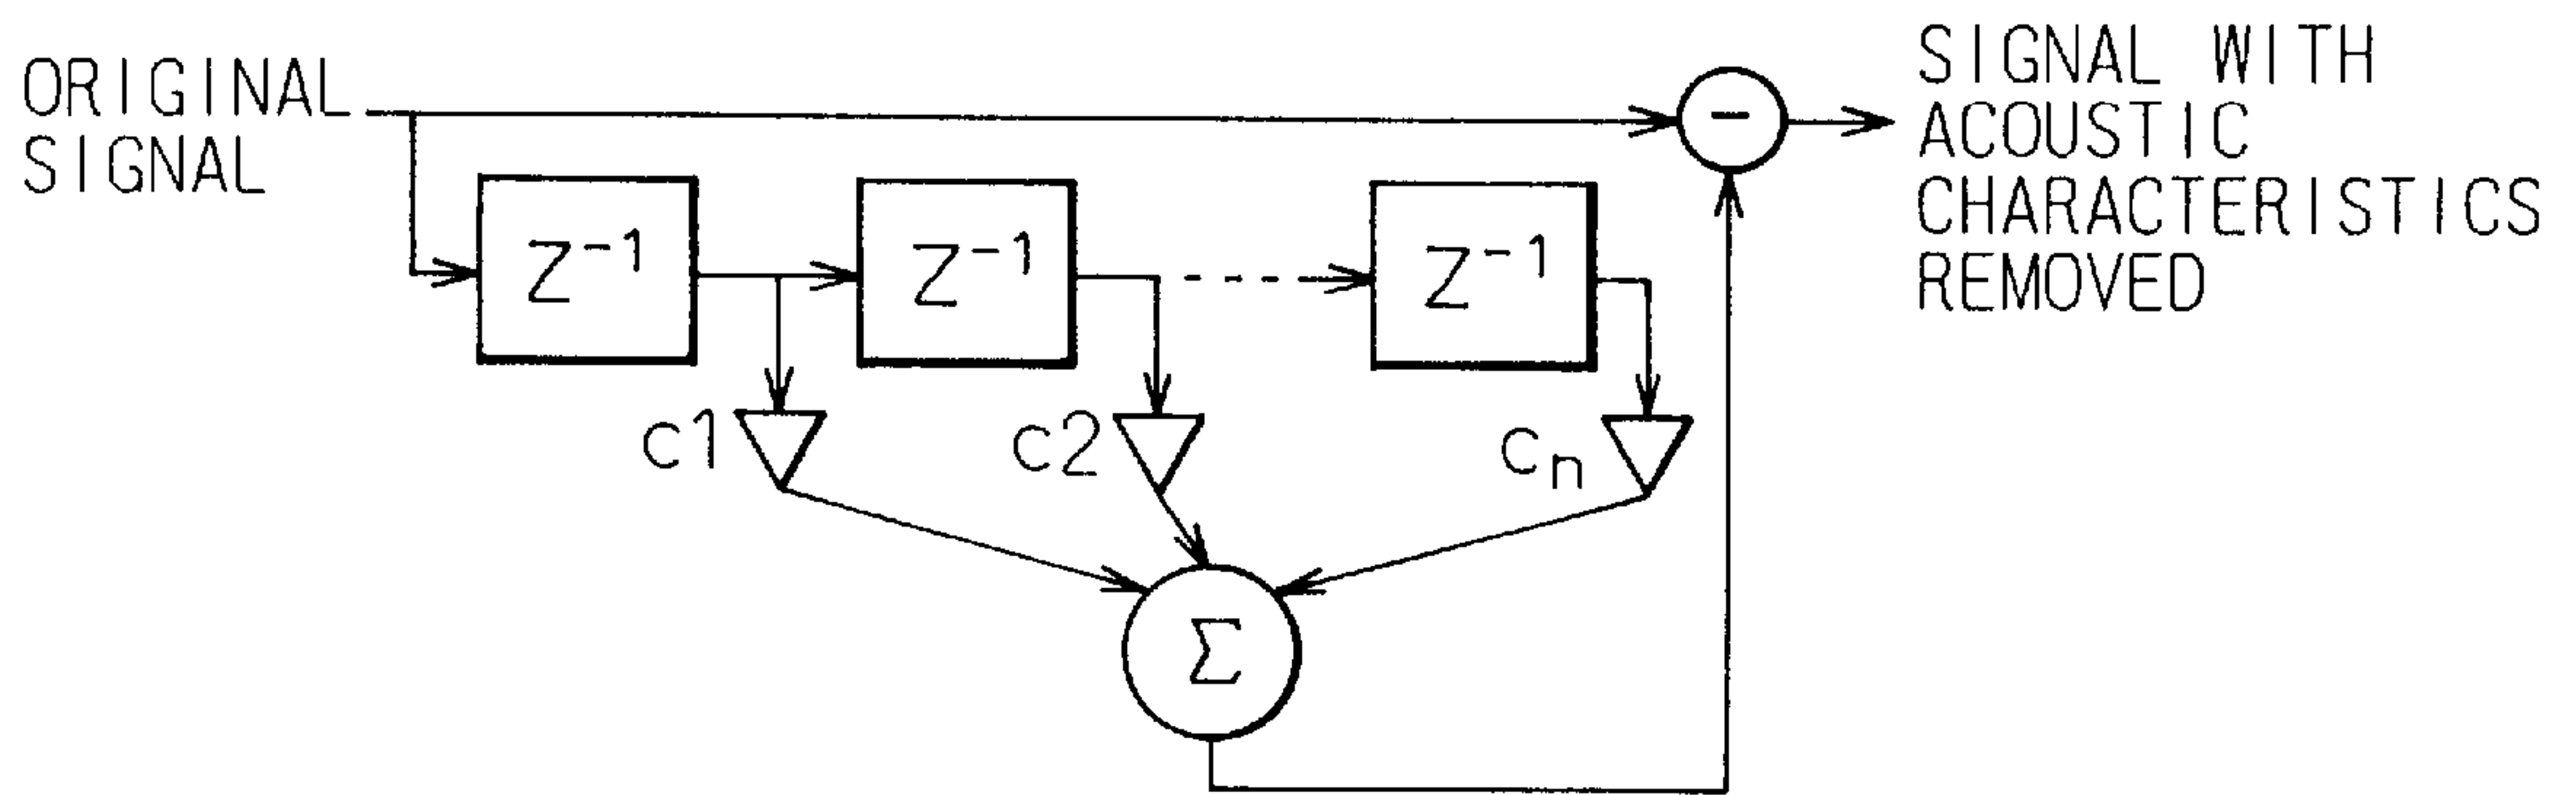 ORIGINAL
SIGNAL
SIGNAL WITH
ACOUSTIC
CHARACTERISTICS
REMOVED
−
Z⁻¹
Z⁻¹
Z⁻¹
c1
c2
cₙ
Σ